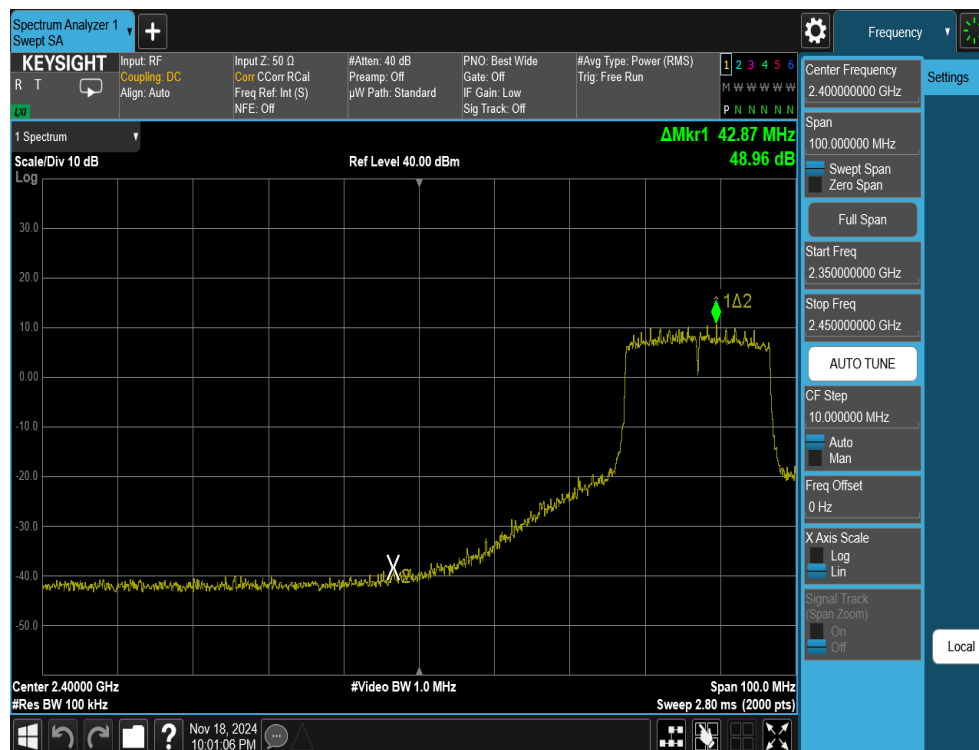 Spectrum Analyzer 1
Swept SA
+
Frequency
KEYSIGHT
R T
LXI
Input: RF
Coupling: DC
Align: Auto
Input Z: 50 Ω
Corr CCorr RCal
Freq Ref: Int (S)
NFE: Off
#Atten: 40 dB
Preamp: Off
µW Path: Standard
PNO: Best Wide
Gate: Off
IF Gain: Low
Sig Track: Off
#Avg Type: Power (RMS)
Trig: Free Run
1 2 3 4 5 6
M W W W W W
P N N N N N
1 Spectrum
Scale/Div 10 dB
Log
Ref Level 40.00 dBm
ΔMkr1 42.87 MHz
48.96 dB
30.0
20.0
10.0
0.00
-10.0
-20.0
-30.0
-40.0
-50.0
1Δ2
X2
Center 2.40000 GHz
#Res BW 100 kHz
#Video BW 1.0 MHz
Span 100.0 MHz
Sweep 2.80 ms (2000 pts)
Center Frequency
2.400000000 GHz
Span
100.000000 MHz
Swept Span
Zero Span
Full Span
Start Freq
2.350000000 GHz
Stop Freq
2.450000000 GHz
AUTO TUNE
CF Step
10.000000 MHz
Auto
Man
Freq Offset
0 Hz
X Axis Scale
Log
Lin
Signal Track
(Span Zoom)
On
Off
Settings
Local
?
Nov 18, 2024
10:01:06 PM